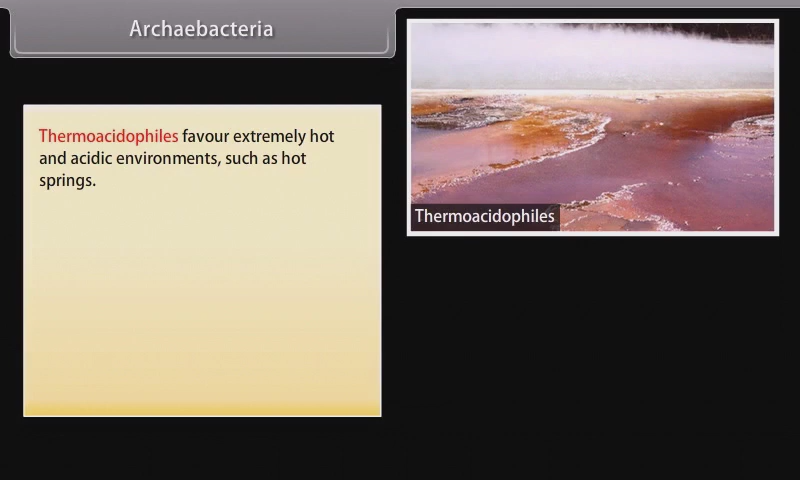 Archaebacteria
Thermoacidophiles favour extremely hot
and acidic environments, such as hot
springs.
Thermoacidophiles